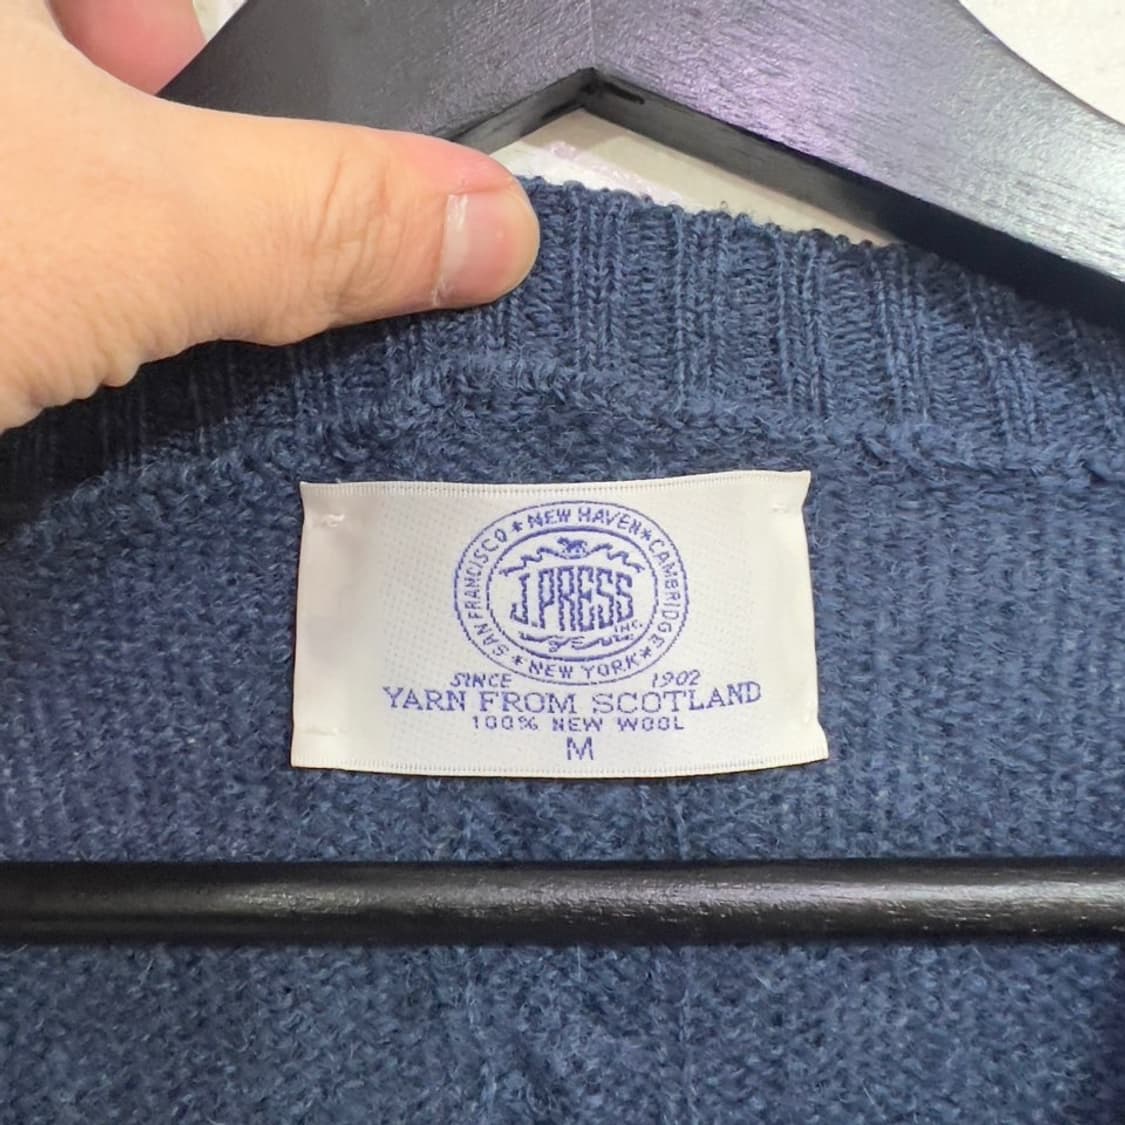 ★ NEW HAVEN ★ CAMBRIDGE ★ NEW YORK ★ SAN FRANCISCO
J.PRESS
INC.
SINCE 1902
YARN FROM SCOTLAND
100% NEW WOOL
M